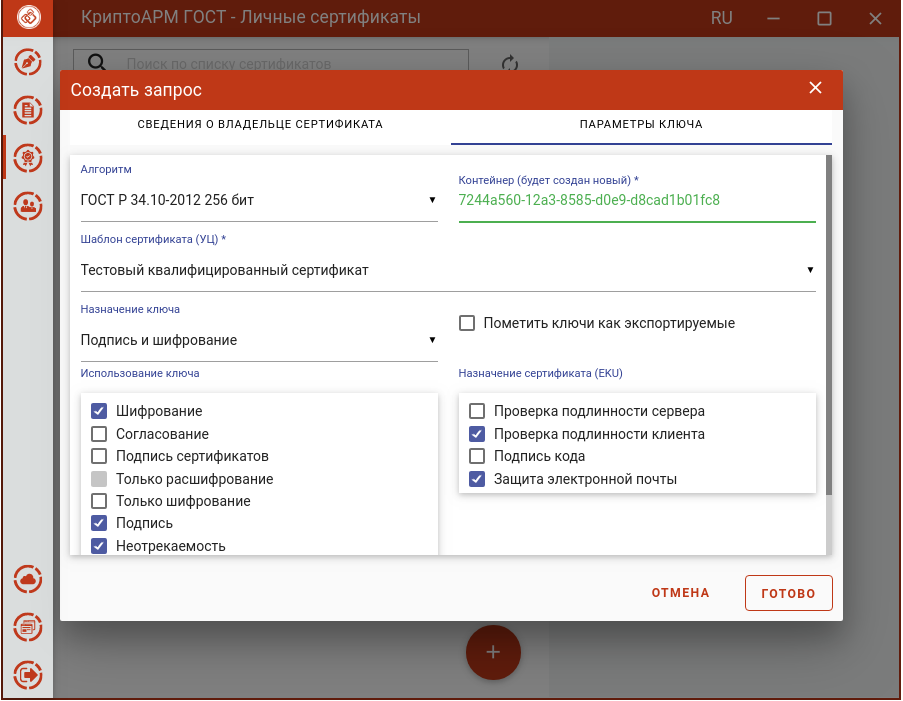 КриптоАРМ ГОСТ - Личные сертификаты RU
Поиск по списку сертификатов
Создать запрос
СВЕДЕНИЯ О ВЛАДЕЛЬЦЕ СЕРТИФИКАТА ПАРАМЕТРЫ КЛЮЧА
Алгоритм
ГОСТ Р 34.10-2012 256 бит
Контейнер (будет создан новый) *
7244a560-12a3-8585-d0e9-d8cad1b01fc8
Шаблон сертификата (УЦ) *
Тестовый квалифицированный сертификат
Назначение ключа
Подпись и шифрование
Пометить ключи как экспортируемые
Использование ключа
Шифрование
Согласование
Подпись сертификатов
Только расшифрование
Только шифрование
Подпись
Неотрекаемость
Назначение сертификата (EKU)
Проверка подлинности сервера
Проверка подлинности клиента
Подпись кода
Защита электронной почты
ОТМЕНА ГОТОВО